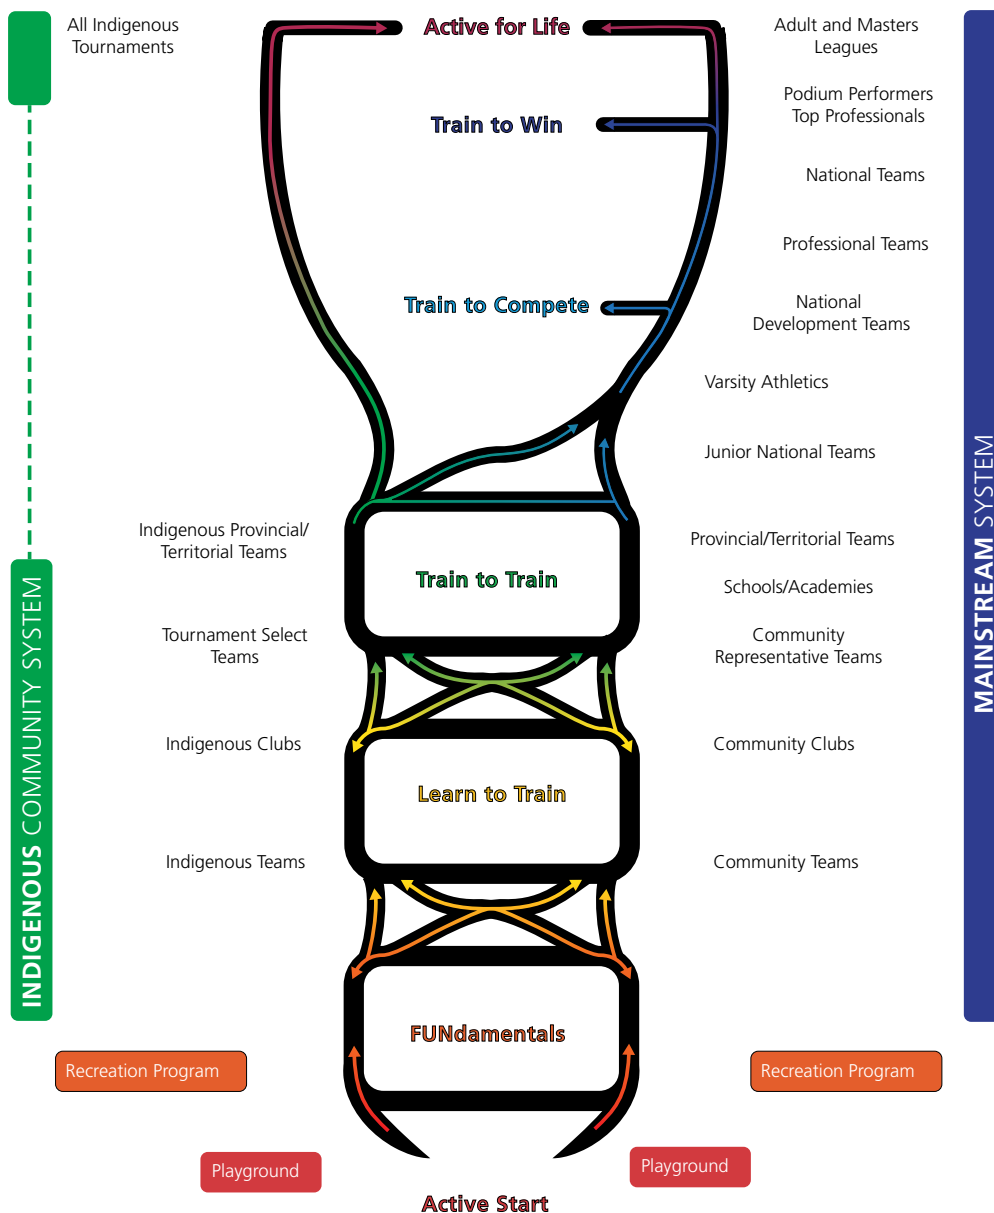 All Indigenous
Tournaments
Active for Life
Adult and Masters
Leagues
Train to Win
Podium Performers
Top Professionals
National Teams
Professional Teams
Train to Compete
National
Development Teams
Varsity Athletics
Junior National Teams
Indigenous Provincial/
Territorial Teams
Provincial/Territorial Teams
Train to Train
Schools/Academies
Tournament Select
Teams
Community
Representative Teams
Indigenous Clubs
Community Clubs
Learn to Train
Indigenous Teams
Community Teams
FUNdamentals
Recreation Program
Recreation Program
Playground
Playground
Active Start
INDIGENOUS COMMUNITY SYSTEM
MAINSTREAM SYSTEM